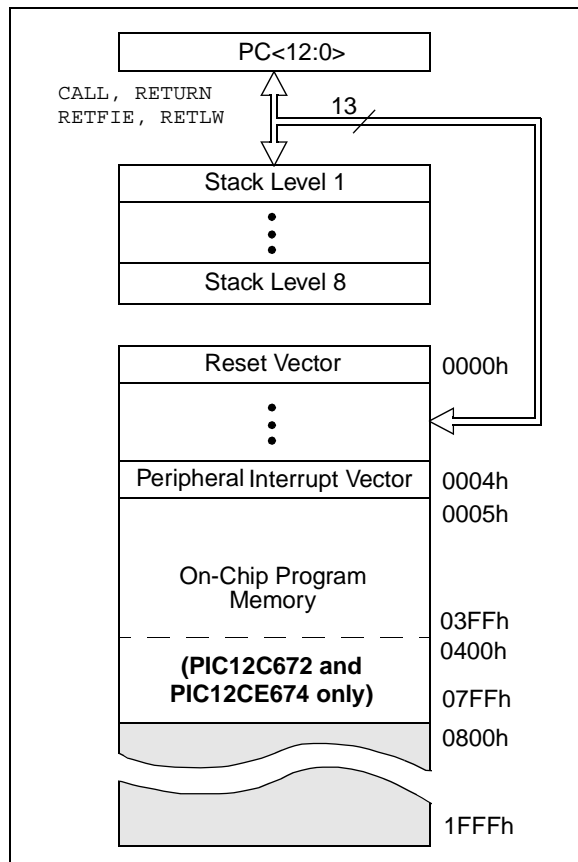 PC<12:0>
CALL, RETURN
RETFIE, RETLW
13
Stack Level 1
Stack Level 8
Reset Vector
0000h
Peripheral Interrupt Vector
0004h
0005h
On-Chip Program
Memory
03FFh
0400h
(PIC12C672 and
PIC12CE674 only)
07FFh
0800h
1FFFh